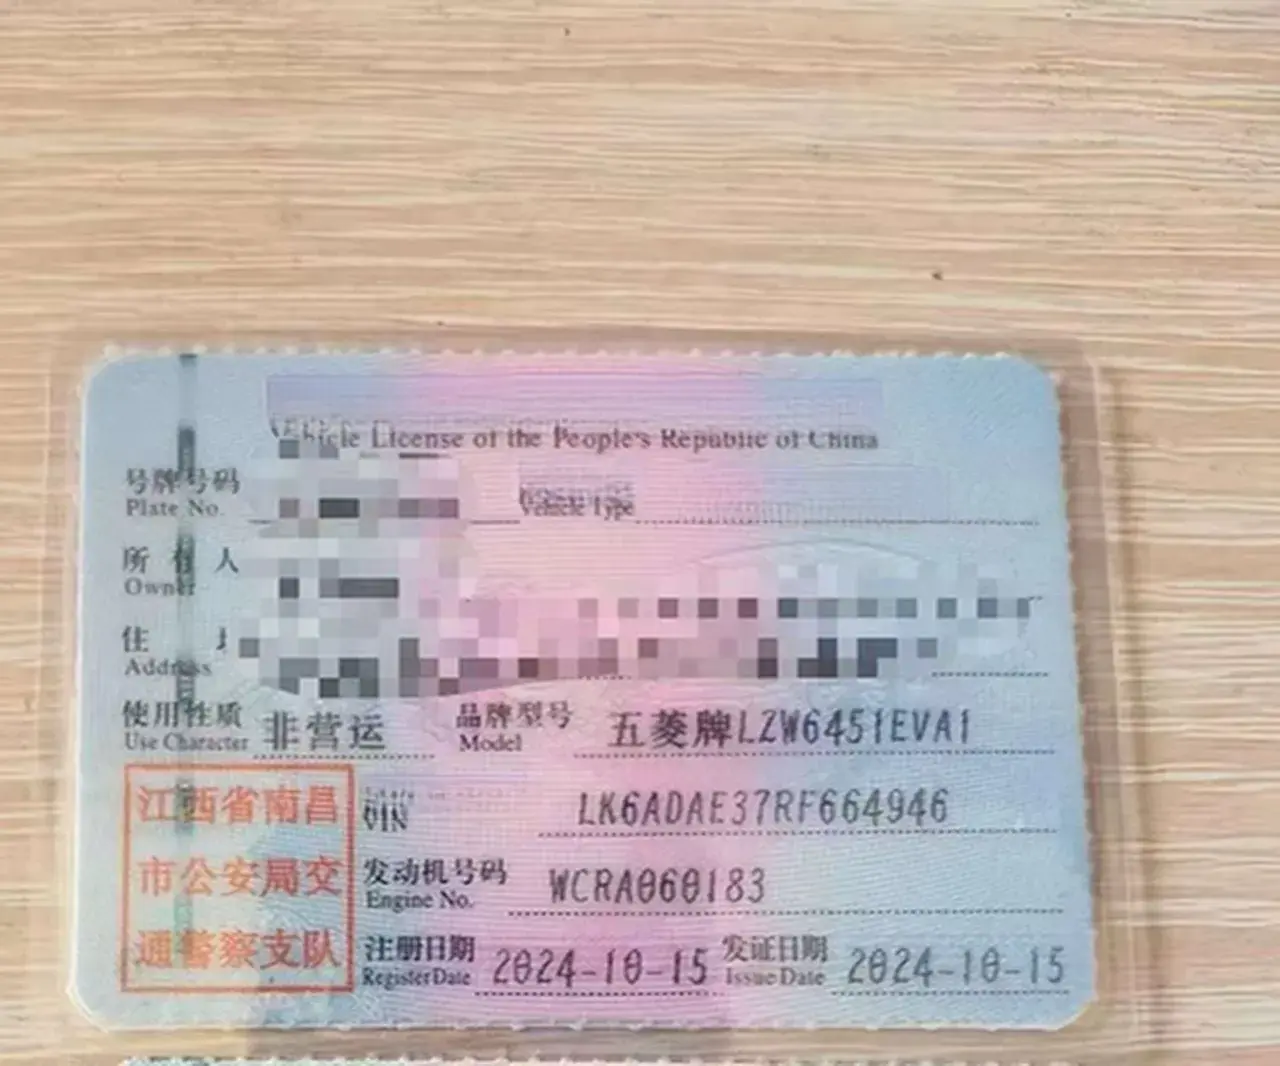 Vehicle License of the People's Republic of China
号牌号码
Plate No.
Vehicle Type
所 有 人
Owner
住
Address
使用性质 非营运 品牌型号 五菱牌LZW6451EVA1
Use Character Model
江西省南昌
市公安局交
通警察支队
VIN LK6ADAE37RF664946
发动机号码 WCRA060183
Engine No.
注册日期 2024-10-15 发证日期 2024-10-15
Register Date Issue Date